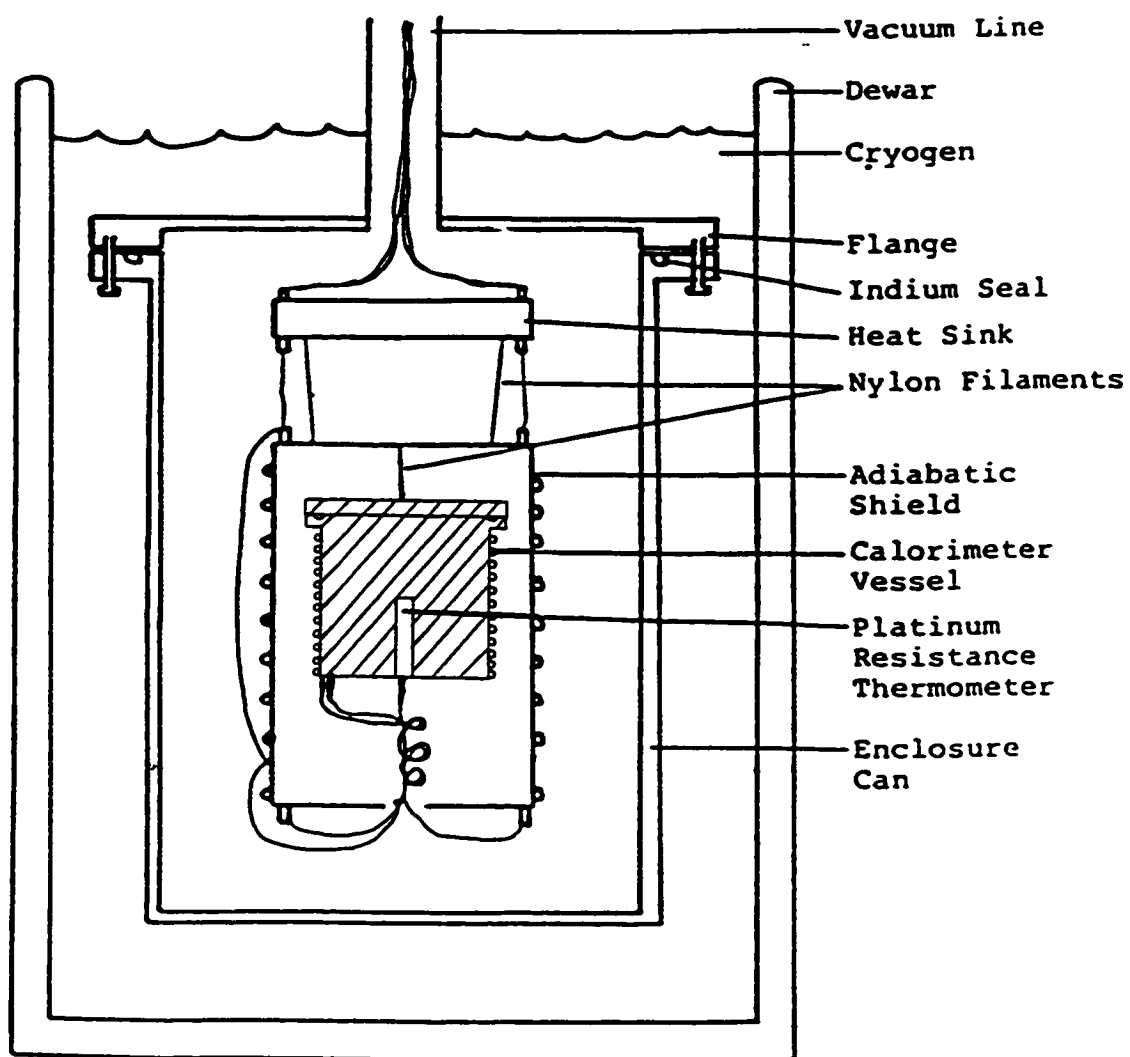 Vacuum Line
Dewar
Cryogen
Flange
Indium Seal
Heat Sink
Nylon Filaments
Adiabatic
Shield
Calorimeter
Vessel
Platinum
Resistance
Thermometer
Enclosure
Can